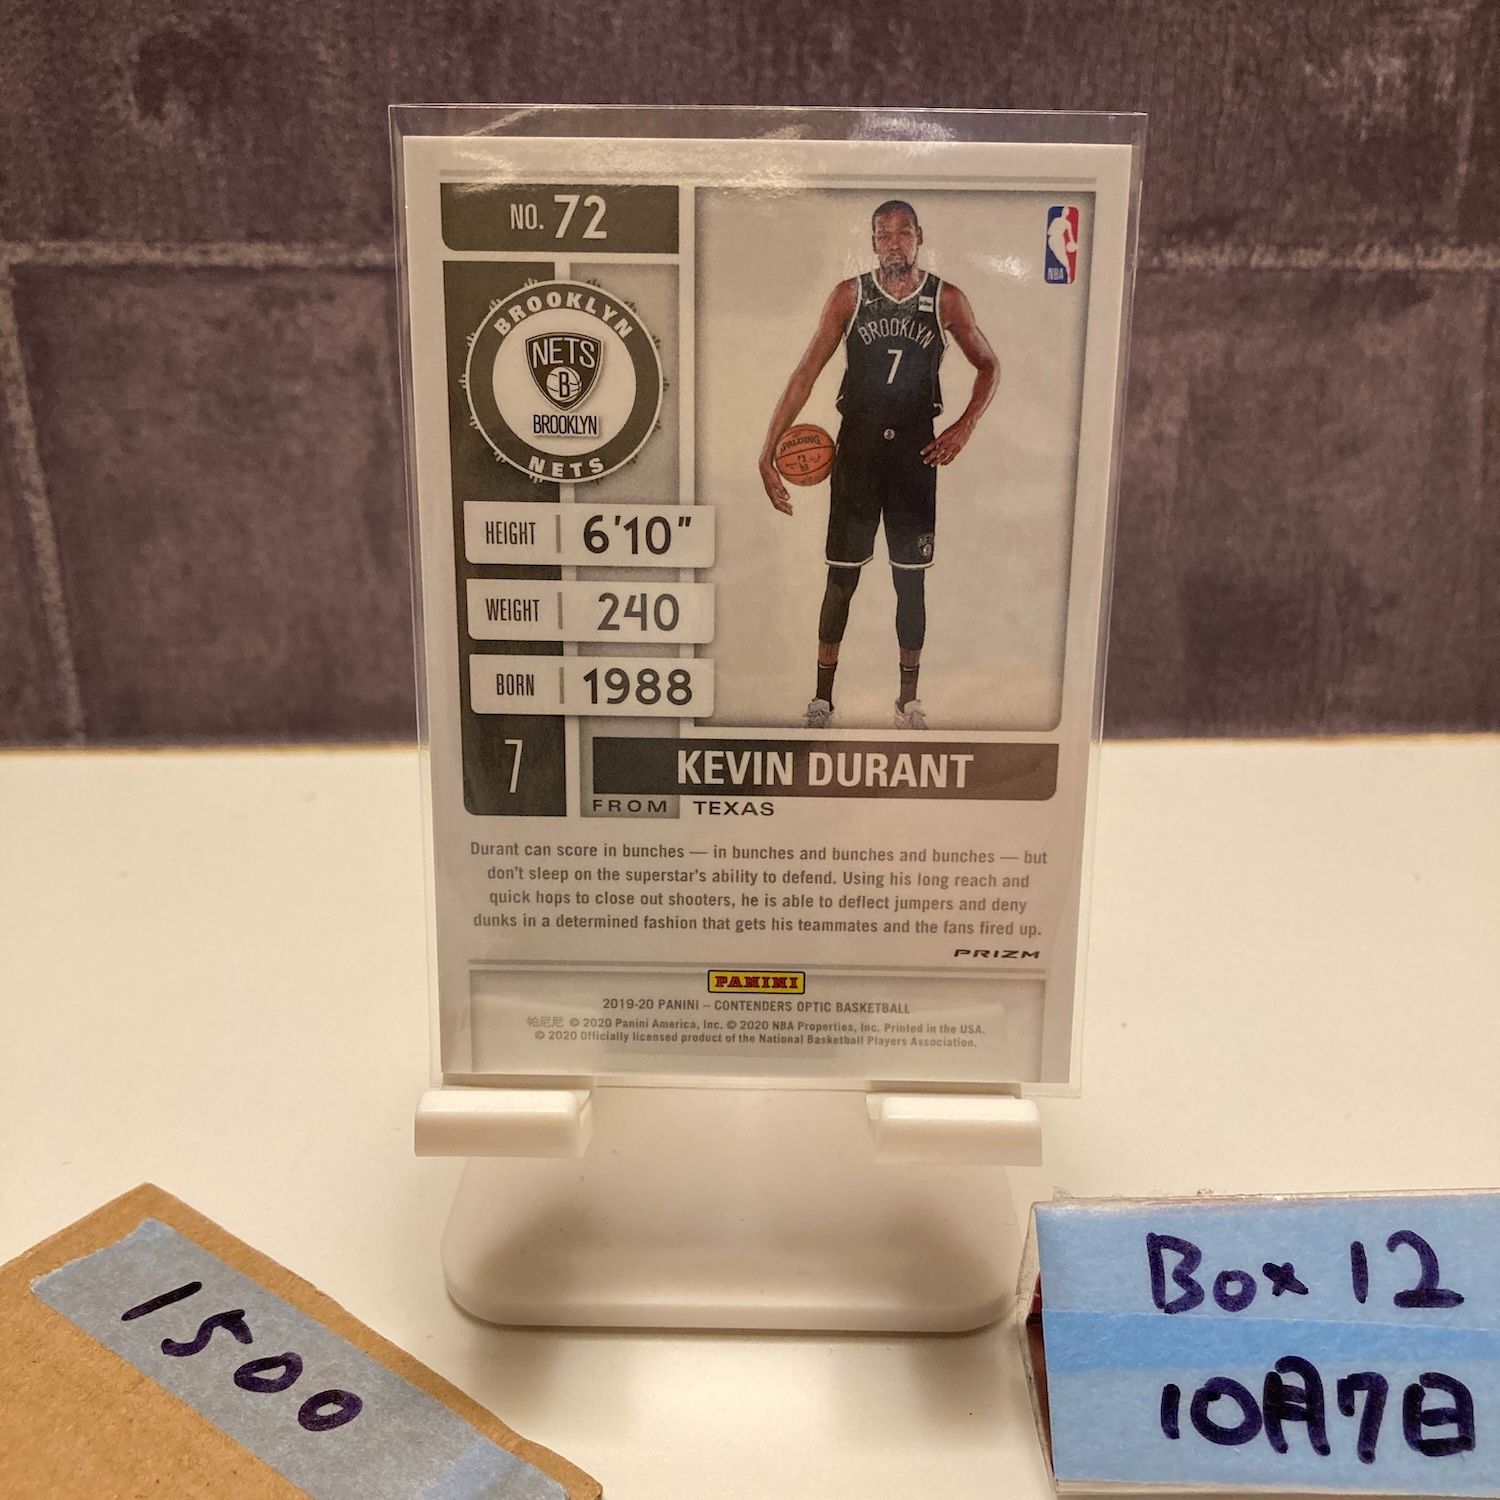 NO. 72
NBA
BROOKLYN
NETS
B
BROOKLYN
NETS
BROOKLYN
7
SPALDING
HEIGHT 6'10"
WEIGHT 240
BORN 1988
7
KEVIN DURANT
FROM TEXAS
Durant can score in bunches — in bunches and bunches and bunches — but
don't sleep on the superstar's ability to defend. Using his long reach and
quick hops to close out shooters, he is able to deflect jumpers and deny
dunks in a determined fashion that gets his teammates and the fans fired up.
PRIZM
PANINI
2019-20 PANINI – CONTENDERS OPTIC BASKETBALL
帕尼尼 © 2020 Panini America, Inc. © 2020 NBA Properties, Inc. Printed in the USA.
© 2020 Officially licensed product of the National Basketball Players Association.
1500
Box 12
10月7日